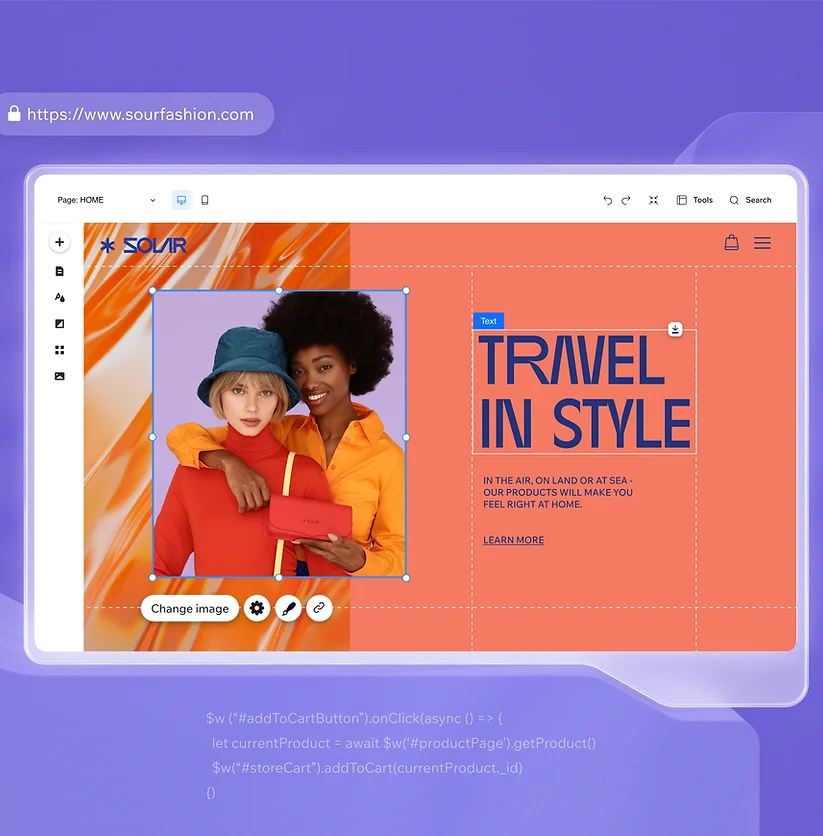 https://www.sourfashion.com
Page: HOME
Tools
Search
SOLAR
Text
TRAVEL
IN STYLE
IN THE AIR, ON LAND OR AT SEA -
OUR PRODUCTS WILL MAKE YOU
FEEL RIGHT AT HOME.
LEARN MORE
SOLAR
Change image
$w (“#addToCartButton”).onClick(async () => {
let currentProduct = await $w(‘#productPage’).getProduct()
$w(“#storeCart”).addToCart(currentProduct._id)
{)